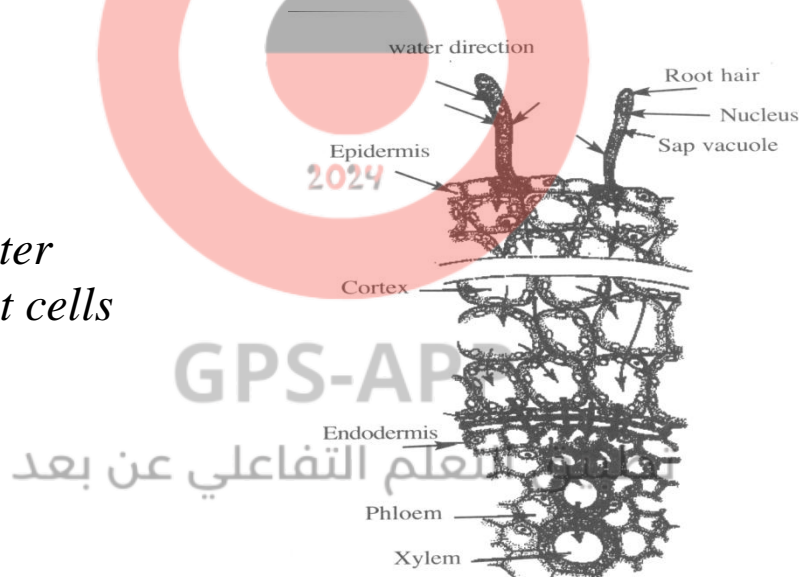 water direction
Root hair
Nucleus
Sap vacuole
Epidermis
2024
ter
t cells
Cortex
GPS-APP
Endodermis
التعلم التفاعلي عن بعد
Phloem
Xylem